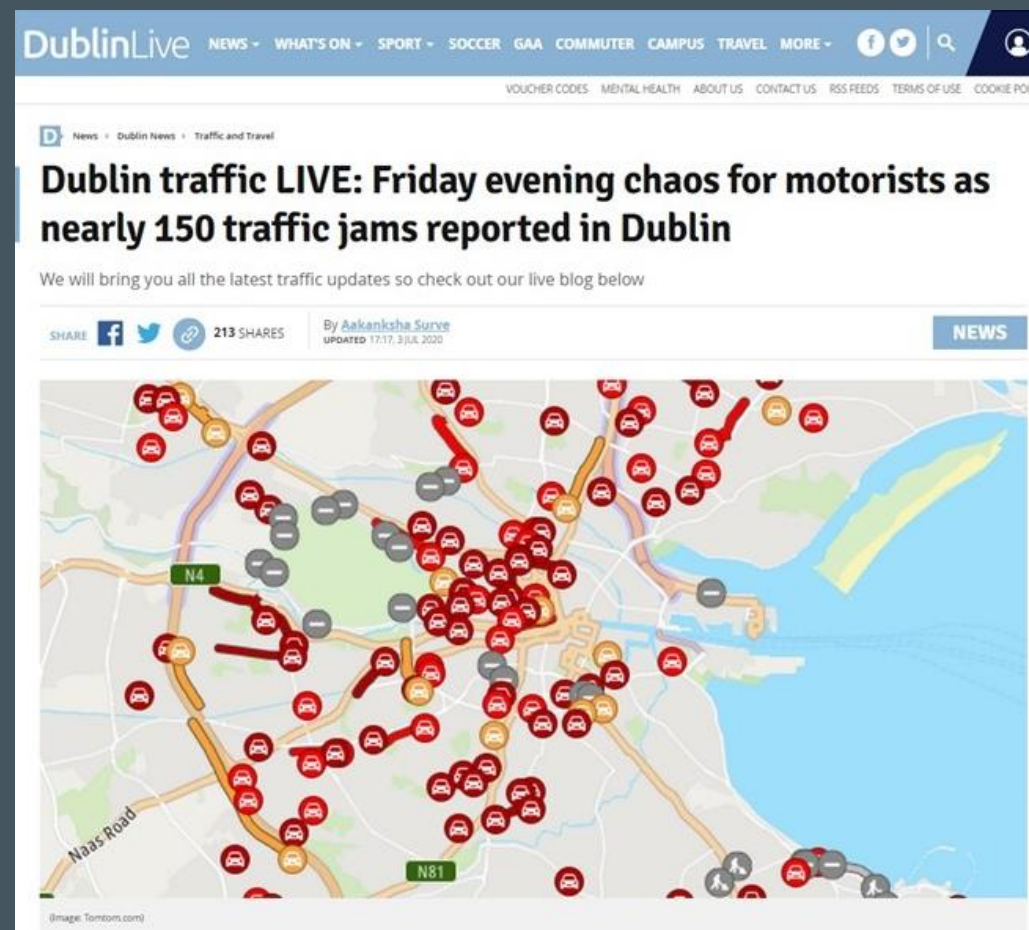 DublinLive NEWS WHAT'S ON SPORT SOCCER GAA COMMUTER CAMPUS TRAVEL MORE
VOUCHER CODES MENTAL HEALTH ABOUT US CONTACT US RSS FEEDS TERMS OF USE COOKIE POL
D News Dublin News Traffic and Travel
Dublin traffic LIVE: Friday evening chaos for motorists as
nearly 150 traffic jams reported in Dublin
We will bring you all the latest traffic updates so check out our live blog below
SHARE 213 SHARES
By Aakanksha Surve
UPDATED 17:17, 3 JUL 2020
NEWS
N4
Naas Road
N81
(Image: Tomtom.com)